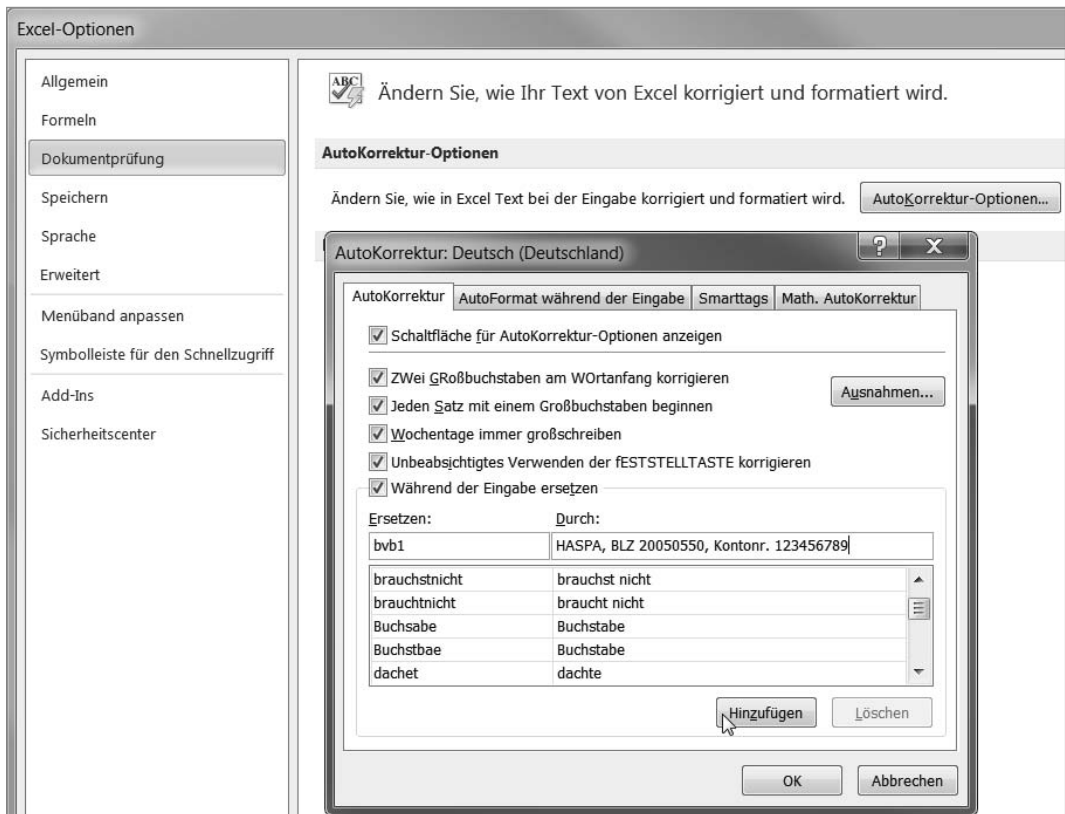 Excel-Optionen
Allgemein
Formeln
Dokumentprüfung
Speichern
Sprache
Erweitert
Menüband anpassen
Symbolleiste für den Schnellzugriff
Add-Ins
Sicherheitscenter
ABC
Ändern Sie, wie Ihr Text von Excel korrigiert und formatiert wird.
AutoKorrektur-Optionen
Ändern Sie, wie in Excel Text bei der Eingabe korrigiert und formatiert wird. AutoKorrektur-Optionen...
AutoKorrektur: Deutsch (Deutschland) ? X
AutoKorrektur AutoFormat während der Eingabe Smarttags Math. AutoKorrektur
Schaltfläche für AutoKorrektur-Optionen anzeigen
ZWei GRoßbuchstaben am WOrtanfang korrigieren
Ausnahmen...
Jeden Satz mit einem Großbuchstaben beginnen
Wochentage immer großschreiben
Unbeabsichtigtes Verwenden der fESTSTELLTASTE korrigieren
Während der Eingabe ersetzen
Ersetzen: Durch:
bvb1 HASPA, BLZ 20050550, Kontonr. 123456789
brauchstnicht brauchst nicht
brauchtnicht braucht nicht
Buchsabe Buchstabe
Buchstbae Buchstabe
dachet dachte
Hinzufügen Löschen
OK Abbrechen